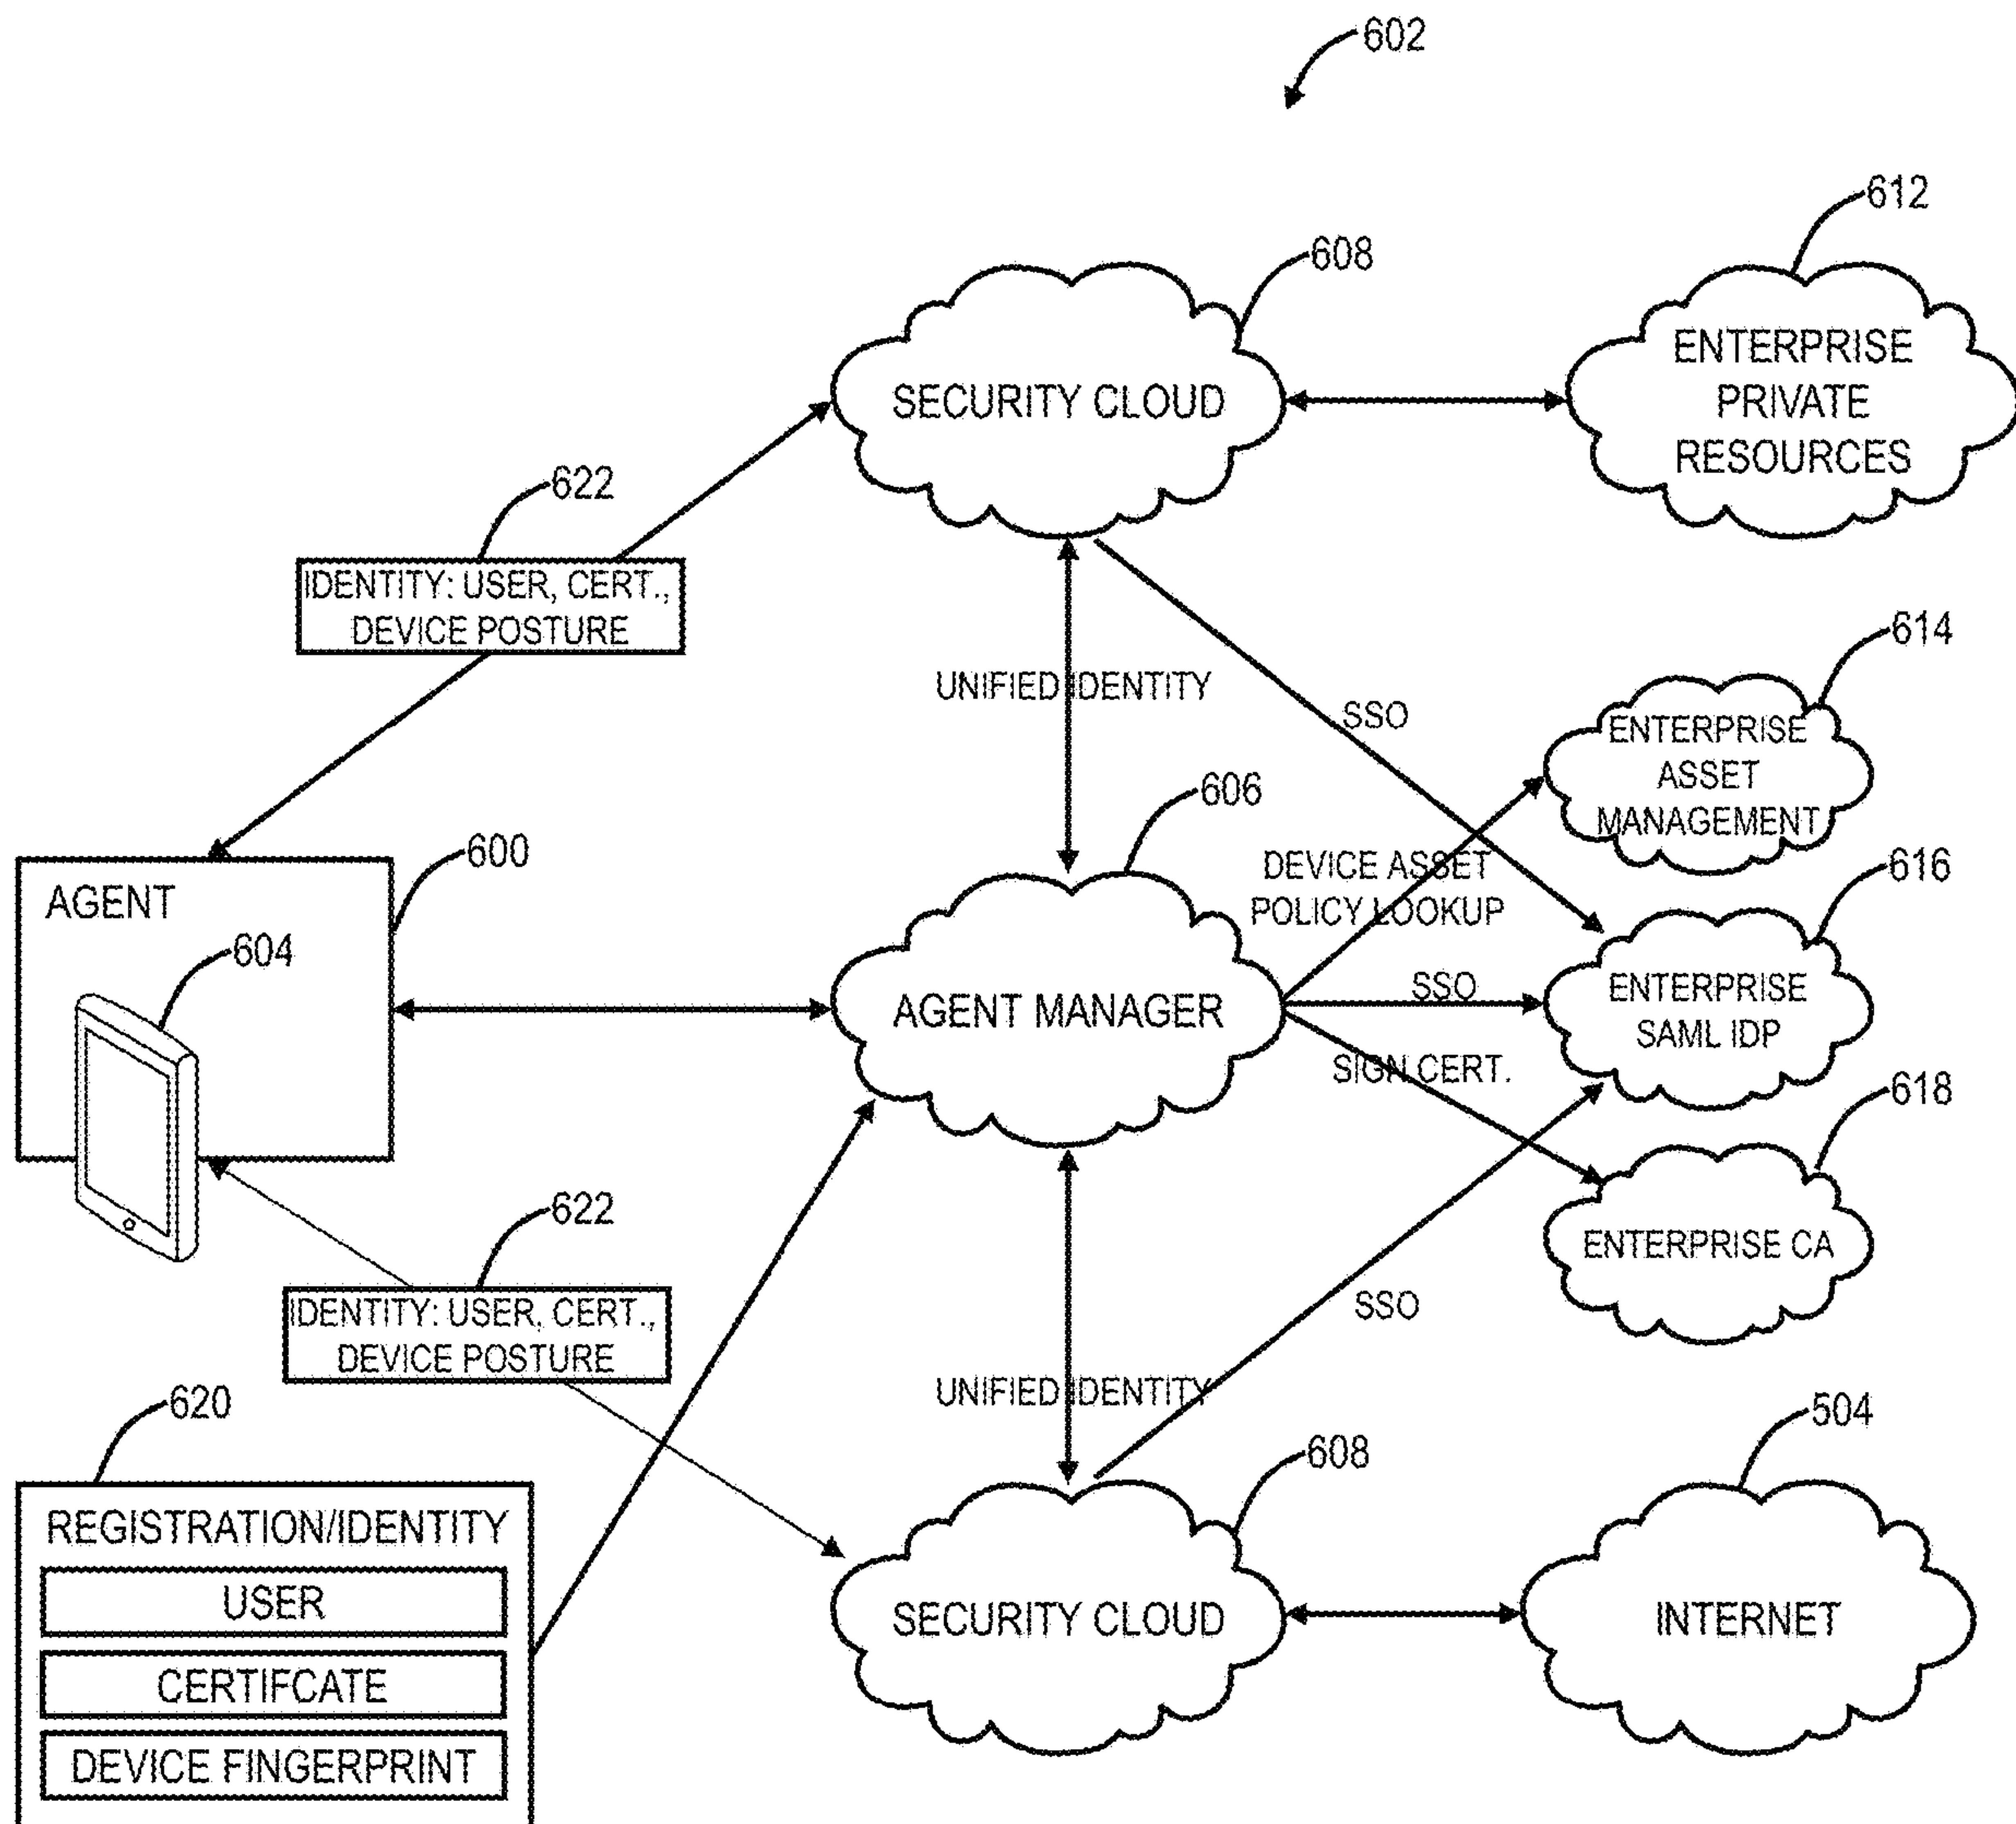 602
612
608
SECURITY CLOUD
ENTERPRISE
PRIVATE
RESOURCES
622
IDENTITY: USER, CERT.,
DEVICE POSTURE
UNIFIED IDENTITY
SSO
614
ENTERPRISE
ASSET
MANAGEMENT
606
600
AGENT
604
DEVICE ASSET
POLICY LOOKUP
616
AGENT MANAGER
SSO
ENTERPRISE
SAML IDP
SIGN CERT.
618
ENTERPRISE CA
622
IDENTITY: USER, CERT.,
DEVICE POSTURE
SSO
UNIFIED IDENTITY
620
REGISTRATION/IDENTITY
USER
CERTIFCATE
DEVICE FINGERPRINT
608
SECURITY CLOUD
504
INTERNET